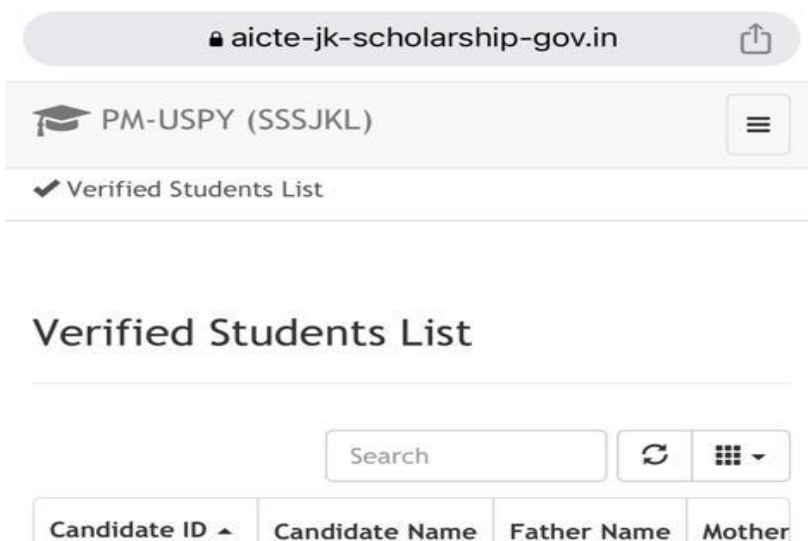 aicte-jk-scholarship-gov.in
PM-USPY (SSSJKL)
Verified Students List
Verified Students List
Search
Candidate ID Candidate Name Father Name Mother